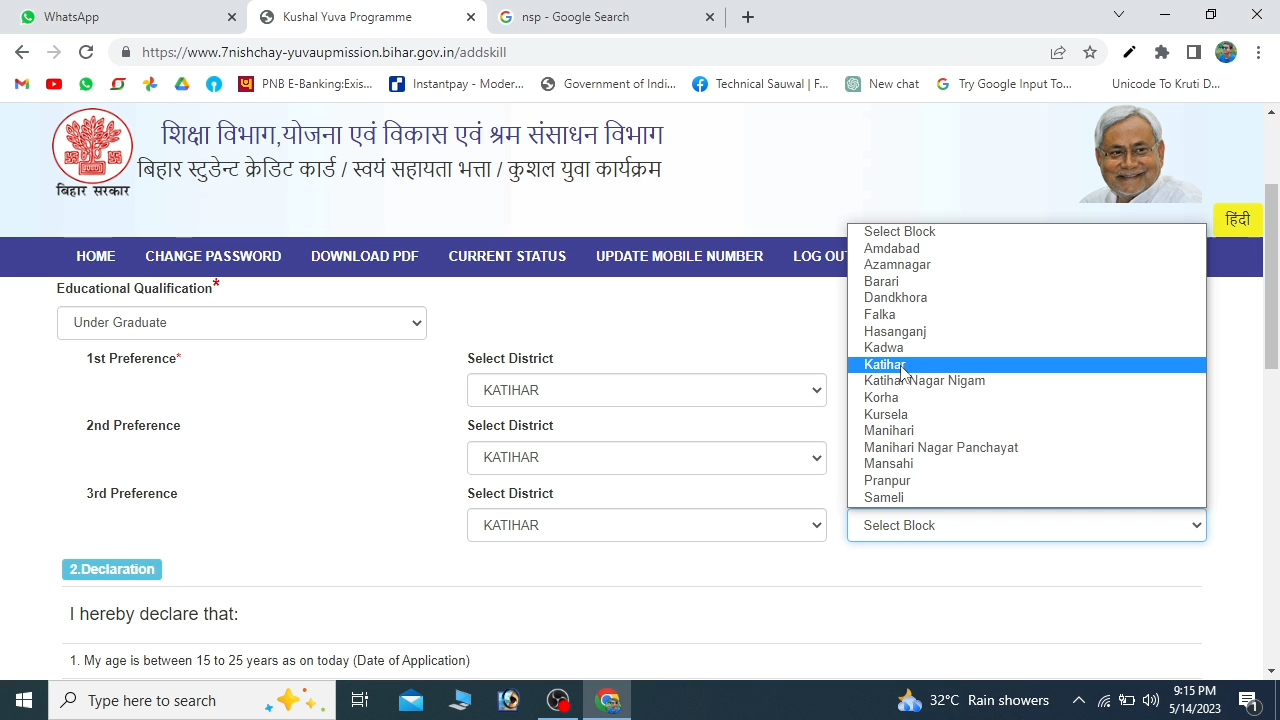 WhatsApp
Kushal Yuva Programme
nsp - Google Search
https://www.7nishchay-yuvaupmission.bihar.gov.in/addskill
PNB E-Banking:Exis...
Instantpay - Moder...
Government of Indi...
Technical Sauwal | F...
New chat
Try Google Input To...
Unicode To Kruti D...
शिक्षा विभाग,योजना एवं विकास एवं श्रम संसाधन विभाग
बिहार स्टुडेन्ट क्रेडिट कार्ड / स्वयं सहायता भत्ता / कुशल युवा कार्यक्रम
बिहार सरकार
हिंदी
HOME CHANGE PASSWORD DOWNLOAD PDF CURRENT STATUS UPDATE MOBILE NUMBER LOG OU
Educational Qualification*
Under Graduate
1st Preference*
Select District
KATIHAR
2nd Preference
Select District
KATIHAR
3rd Preference
Select District
KATIHAR
Select Block
Amdabad
Azamnagar
Barari
Dandkhora
Falka
Hasanganj
Kadwa
Katihar
Katihar Nagar Nigam
Korha
Kursela
Manihari
Manihari Nagar Panchayat
Mansahi
Pranpur
Sameli
Select Block
2.Declaration
I hereby declare that:
1. My age is between 15 to 25 years as on today (Date of Application)
Type here to search
32°C Rain showers
9:15 PM
5/14/2023
1